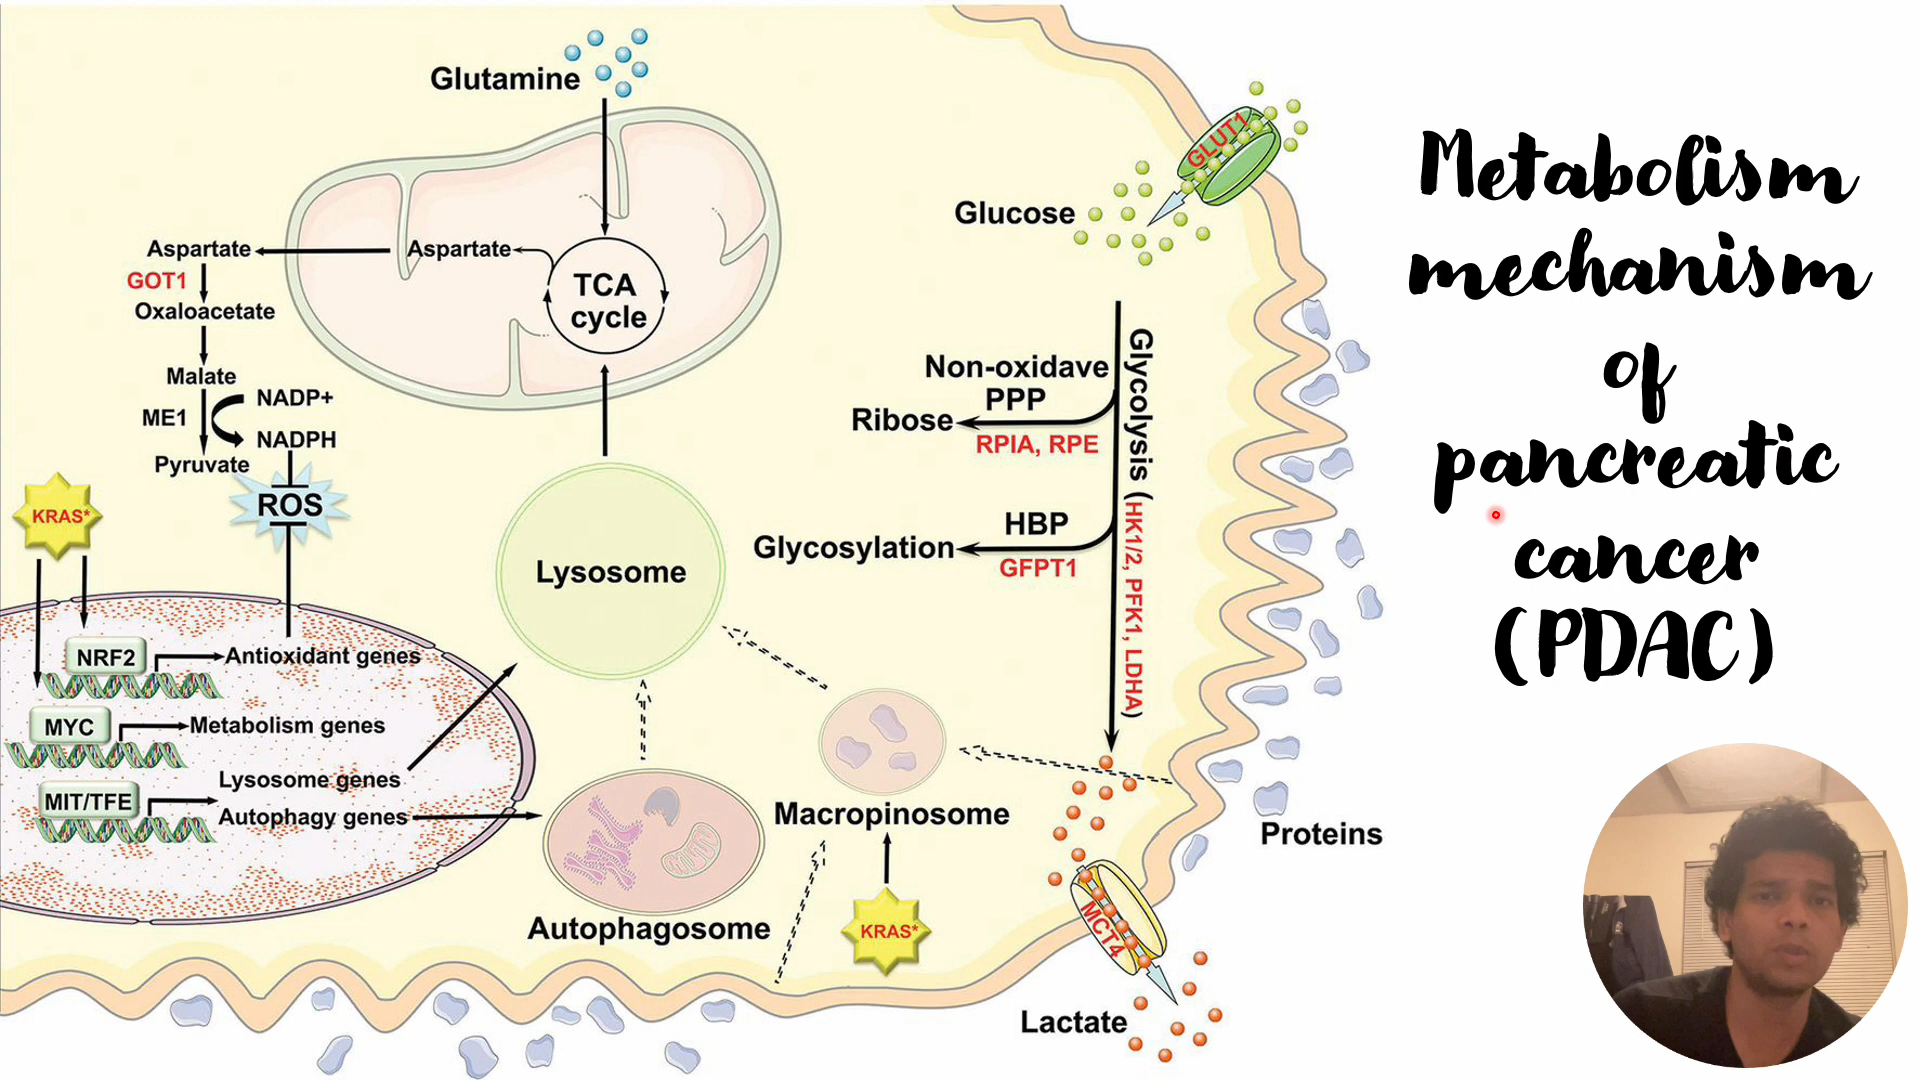 Glutamine
GLUT1
Glucose
Aspartate
Aspartate
GOT1
Oxaloacetate
TCA
cycle
Malate
NADP+
ME1
NADPH
Pyruvate
ROS
KRAS*
Non-oxidave
PPP
Ribose
RPIA, RPE
Glycolysis (HK1/2, PFK1, LDHA)
HBP
Glycosylation
GFPT1
Lysosome
NRF2
Antioxidant genes
MYC
Metabolism genes
Lysosome genes
MIT/TFE
Autophagy genes
Macropinosome
Autophagosome
KRAS*
MCT4
Proteins
Lactate
Metabolism
mechanism
of
pancreatic
cancer
(PDAC)